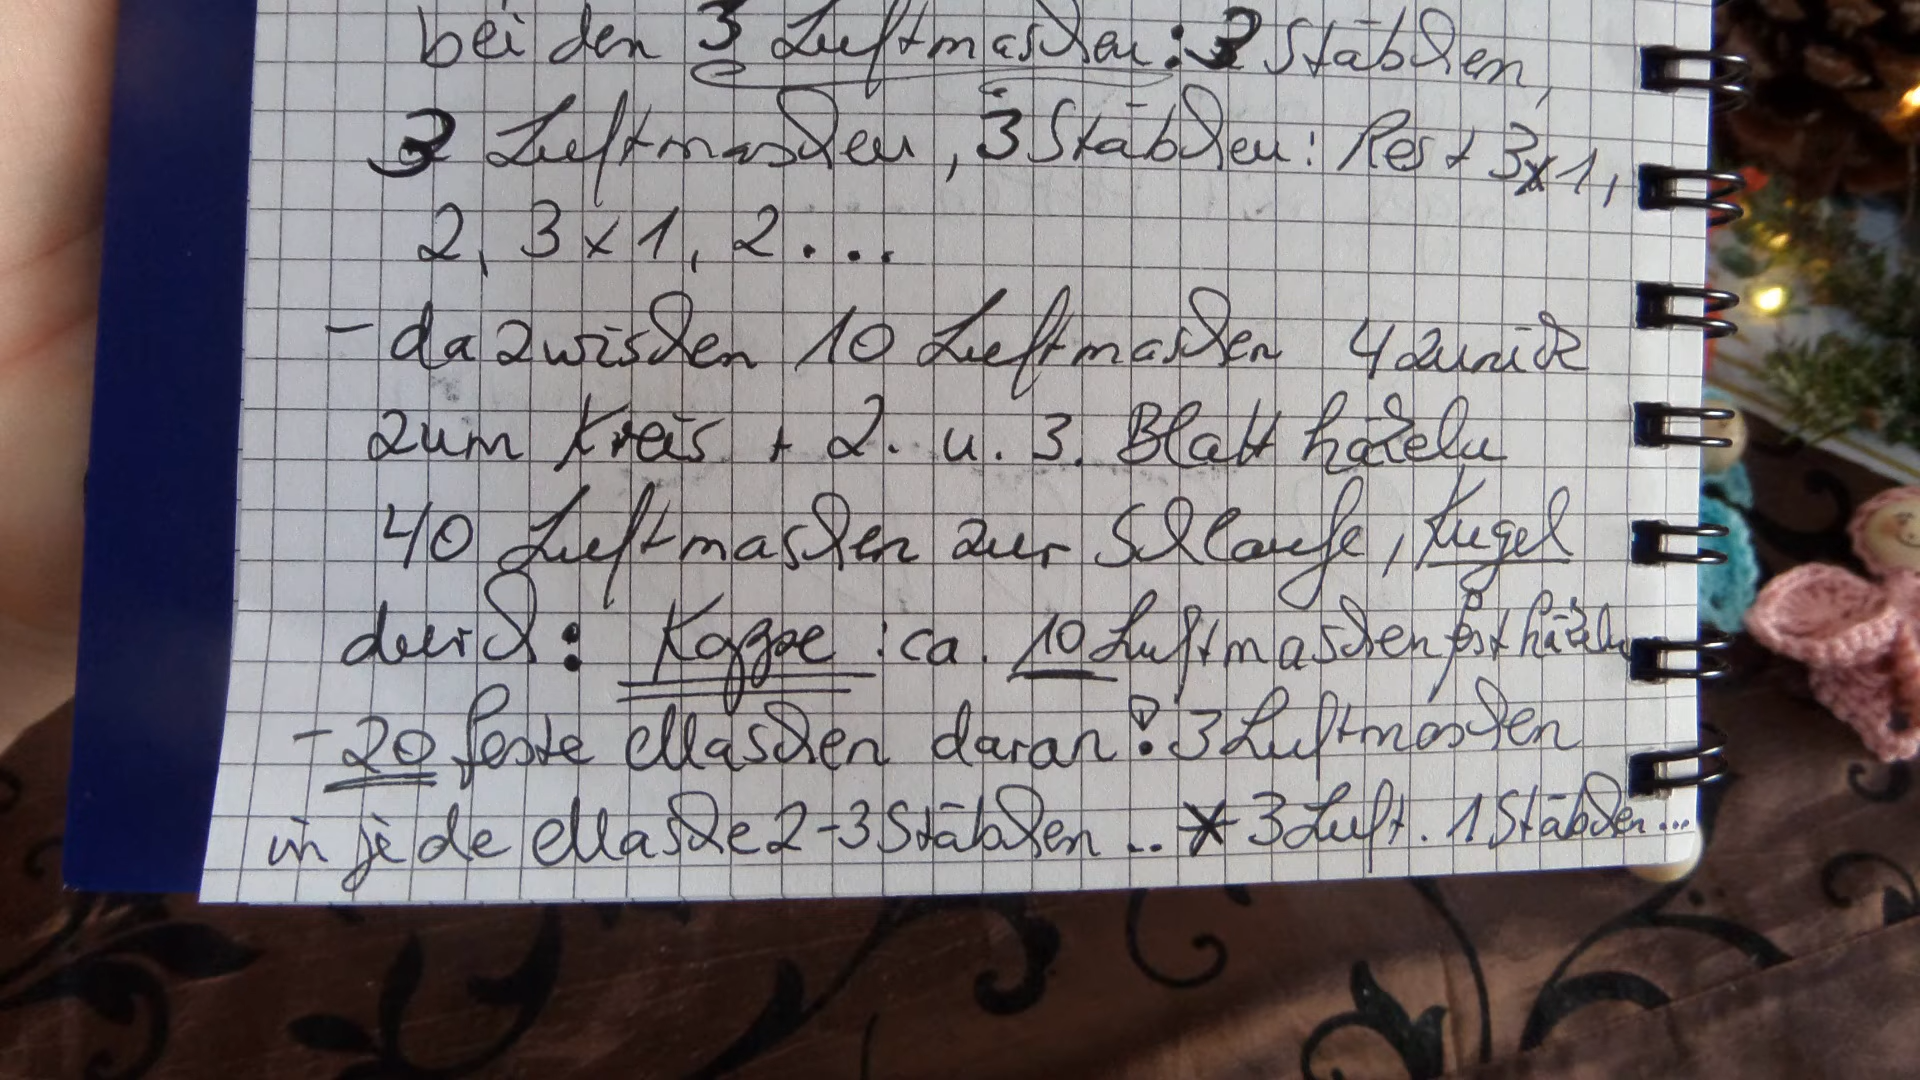 bei den 3 Luftmaschen: 3 Stäbchen,
3 Luftmaschen, 3 Stäbchen: Rest 3x1,
2, 3x1, 2...
- dazwischen 10 Luftmaschen 4 zurück
zum Kreis + 2. u. 3. Blatt häkeln
40 Luftmaschen zur Schlaufe, Kugel
durch: Kappe: ca. 10 Luftmaschen fest häkeln
- 20 feste Maschen daran: 3 Luftmaschen
in jede Masche 2-3 Stäbchen... * 3 Luft. 1 Stäbchen...